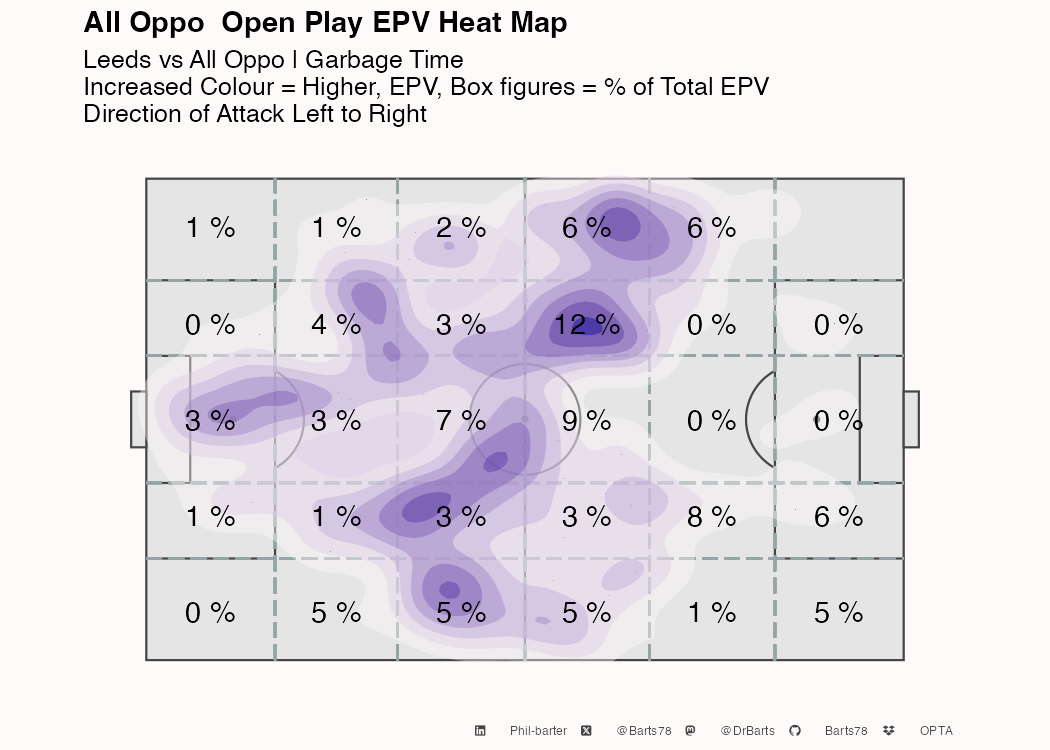 All Oppo  Open Play EPV Heat Map
Leeds vs All Oppo I Garbage Time
Increased Colour = Higher, EPV, Box figures = % of Total EPV
Direction of Attack Left to Right
1 % 1 % 2 % 6 % 6 %
0 % 4 % 3 % 12 % 0 % 0 %
3 % 3 % 7 % 9 % 0 % 0 %
1 % 1 % 3 % 3 % 8 % 6 %
0 % 5 % 5 % 5 % 1 % 5 %
Phil-barter @Barts78 @DrBarts Barts78 OPTA